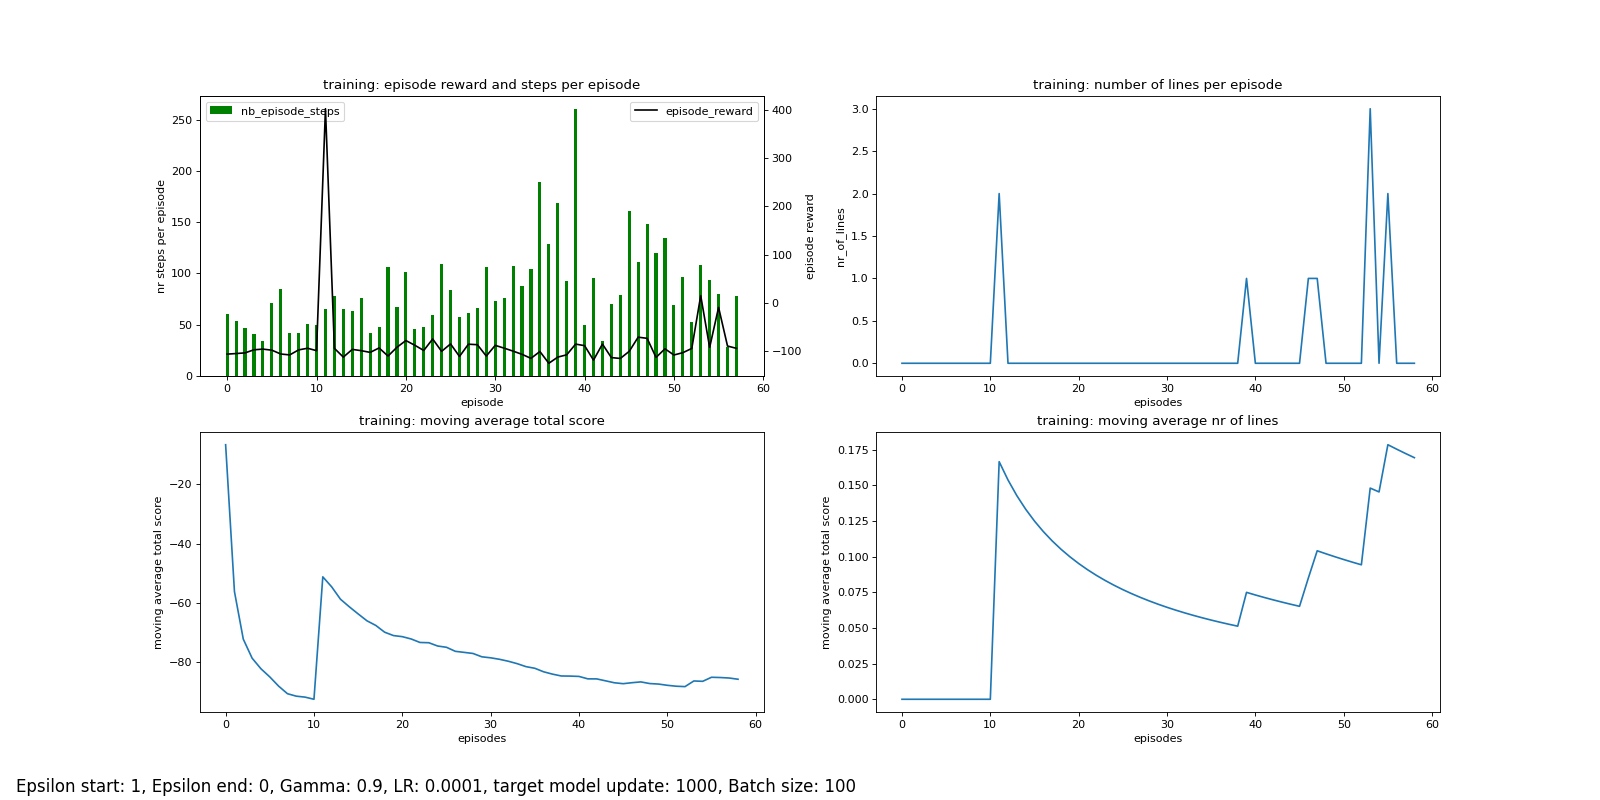 training: episode reward and steps per episode
nb_episode_steps
episode_reward
nr steps per episode
250
200
150
100
50
0
400
300
200
100
0
−100
episode reward
0 10 20 30 40 50 60
episode
training: number of lines per episode
nr_of_lines
3.0
2.5
2.0
1.5
1.0
0.5
0.0
0 10 20 30 40 50 60
episodes
training: moving average total score
moving average total score
−20
−40
−60
−80
0 10 20 30 40 50 60
episodes
training: moving average nr of lines
moving average total score
0.175
0.150
0.125
0.100
0.075
0.050
0.025
0.000
0 10 20 30 40 50 60
episodes
Epsilon start: 1, Epsilon end: 0, Gamma: 0.9, LR: 0.0001, target model update: 1000, Batch size: 100